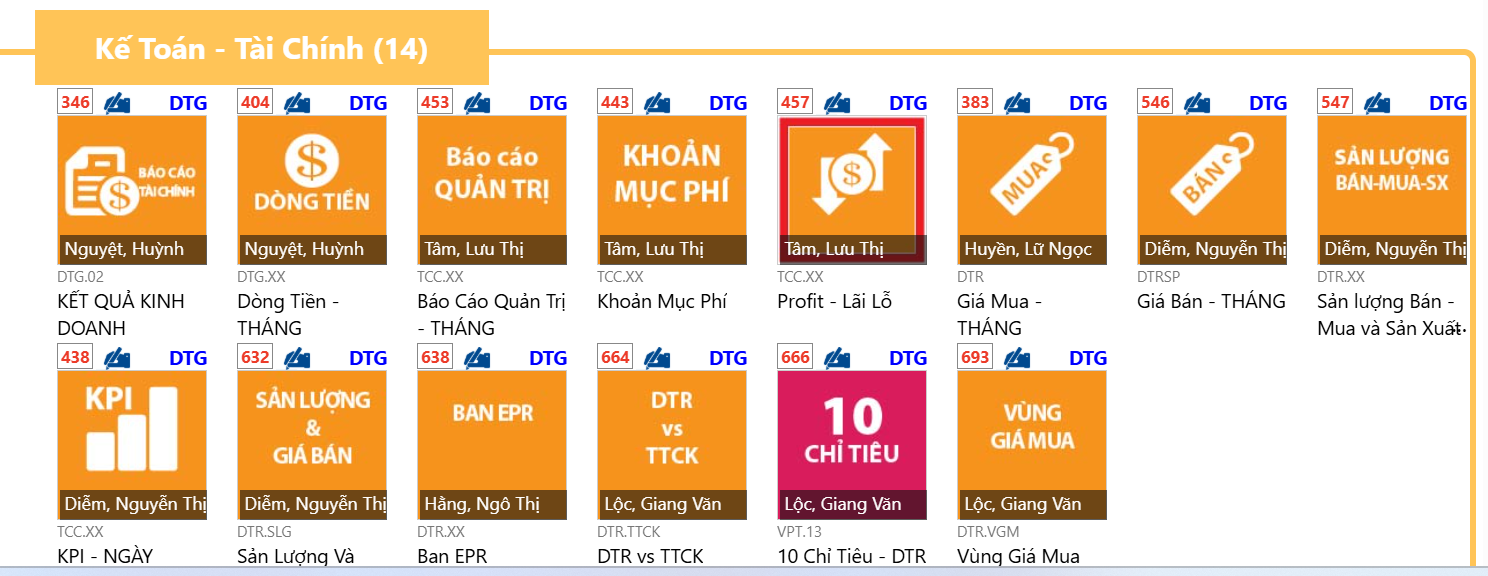 Kế Toán - Tài Chính (14)
346 DTG 404 DTG 453 DTG 443 DTG 457 DTG 383 DTG 546 DTG 547 DTG
BÁO CÁO
TÀI CHÍNH
Nguyệt, Huỳnh
DTG.02
KẾT QUẢ KINH
DOANH
DÒNG TIỀN
Nguyệt, Huỳnh
DTG.XX
Dòng Tiền -
THÁNG
Báo cáo
QUẢN TRỊ
Tâm, Lưu Thị
TCC.XX
Báo Cáo Quản Trị
- THÁNG
KHOẢN
MỤC PHÍ
Tâm, Lưu Thị
TCC.XX
Khoản Mục Phí
Tâm, Lưu Thị
TCC.XX
Profit - Lãi Lỗ
MUA
Huyền, Lữ Ngọc
DTR
Giá Mua -
THÁNG
BÁN
Diễm, Nguyễn Thị
DTRSP
Giá Bán - THÁNG
SẢN LƯỢNG
BÁN-MUA-SX
Diễm, Nguyễn Thị
DTR.XX
Sản lượng Bán -
Mua và Sản Xuất
438 DTG 632 DTG 638 DTG 664 DTG 666 DTG 693 DTG
KPI
Diễm, Nguyễn Thị
TCC.XX
KPI - NGÀY
SẢN LƯỢNG
&
GIÁ BÁN
Diễm, Nguyễn Thị
DTR.SLG
Sản Lượng Và
BAN EPR
Hằng, Ngô Thị
DTR.XX
Ban EPR
DTR
vs
TTCK
Lộc, Giang Văn
DTR.TTCK
DTR vs TTCK
10
CHỈ TIÊU
Lộc, Giang Văn
VPT.13
10 Chỉ Tiêu - DTR
VÙNG
GIÁ MUA
Lộc, Giang Văn
DTR.VGM
Vùng Giá Mua